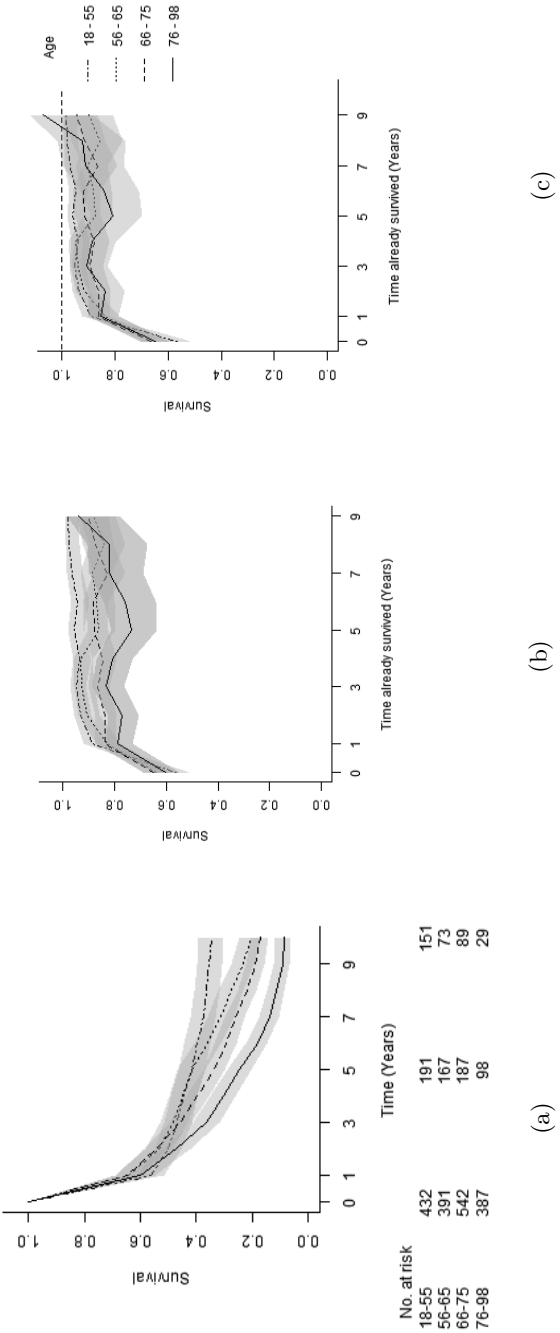 Survival
1.0
0.8
0.6
0.4
0.2
0.0
0 1 3 5 7 9
Time (Years)
No. at risk
18-55 432 191 151
56-65 391 167 73
66-75 542 187 89
76-98 387 98 29
(a)
Survival
1.0
0.8
0.6
0.4
0.2
0.0
0 1 3 5 7 9
Time already survived (Years)
(b)
Survival
1.0
0.8
0.6
0.4
0.2
0.0
0 1 3 5 7 9
Time already survived (Years)
Age
18 - 55
56 - 65
66 - 75
76 - 98
(c)